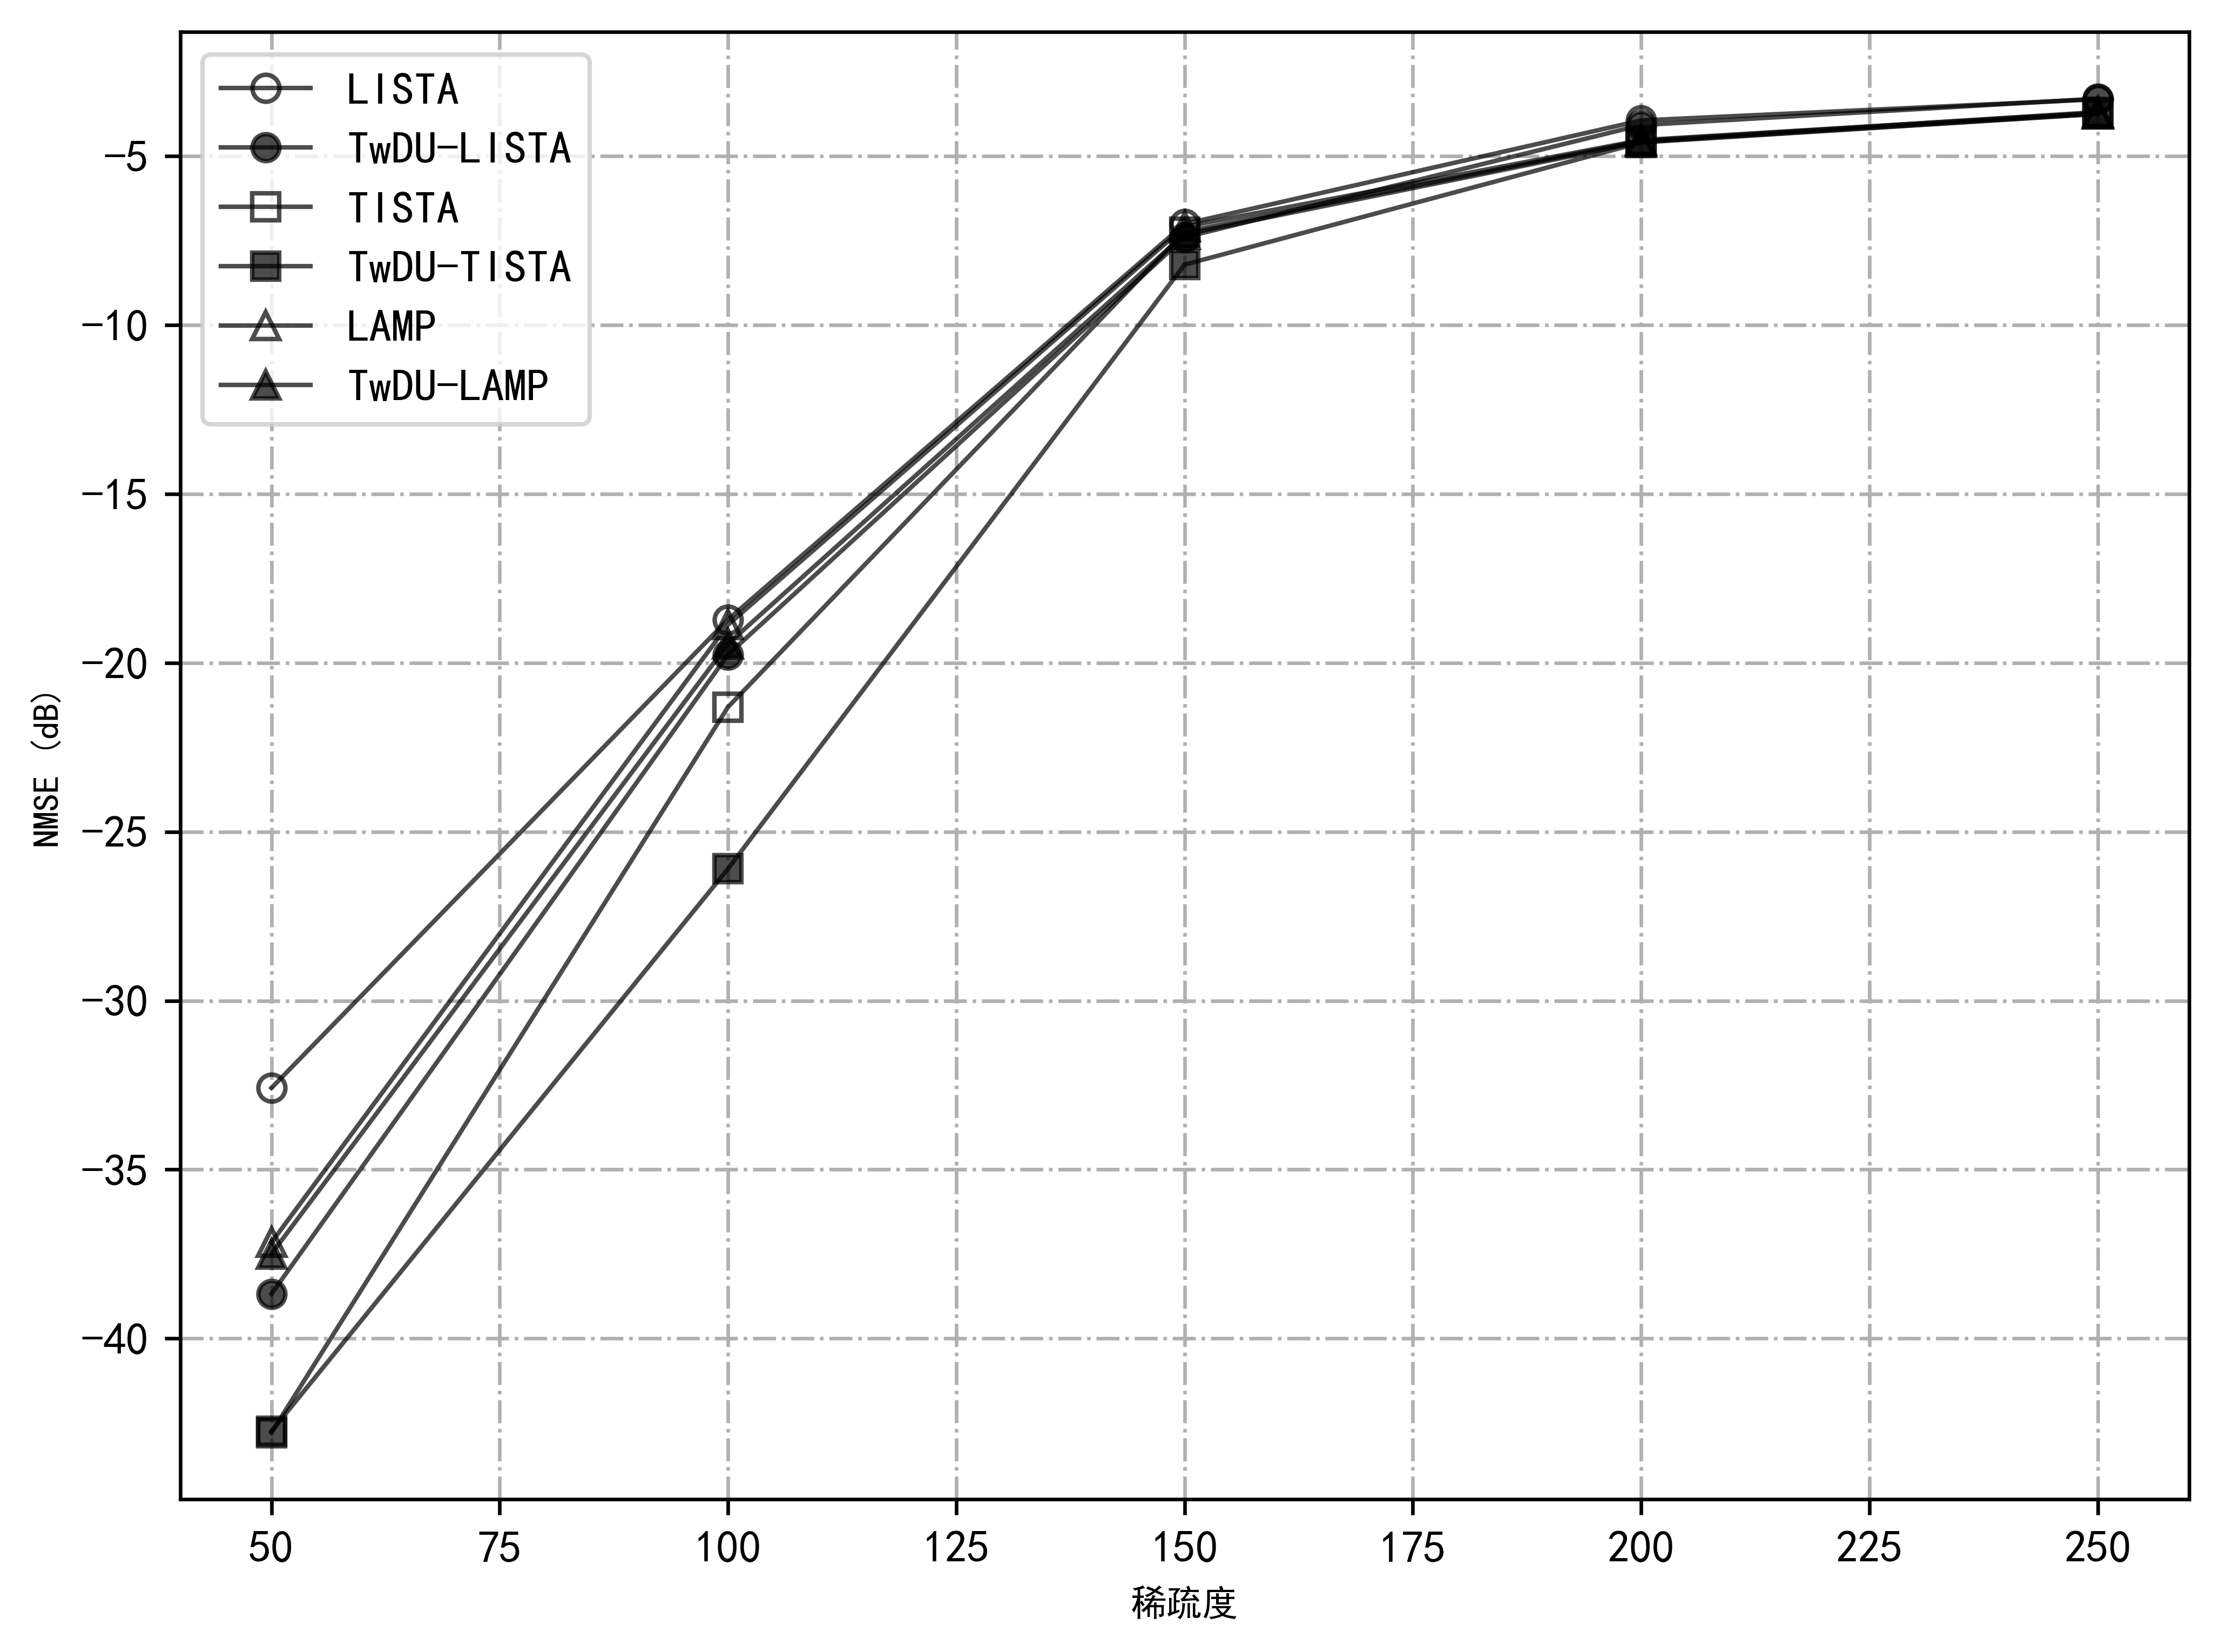 LISTA
TwDU-LISTA
TISTA
TwDU-TISTA
LAMP
TwDU-LAMP
NMSE (dB)
-5
-10
-15
-20
-25
-30
-35
-40
50 75 100 125 150 175 200 225 250
稀疏度